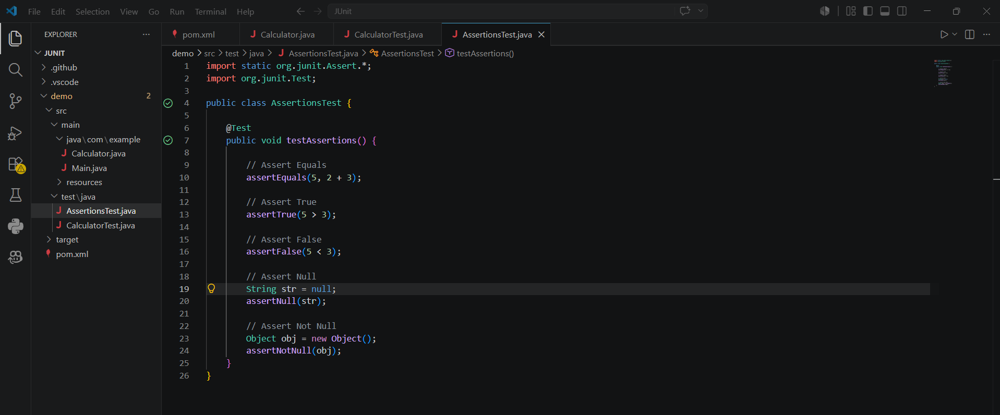 File Edit Selection View Go Run Terminal Help
JUnit
EXPLORER
JUNIT
.github
.vscode
demo 2
src
main
java\com\example
Calculator.java
Main.java
resources
test\java
AssertionsTest.java
CalculatorTest.java
target
pom.xml
pom.xml
Calculator.java
CalculatorTest.java
AssertionsTest.java
demo > src > test > java > AssertionsTest.java > AssertionsTest > testAssertions()
1 import static org.junit.Assert.*;
2 import org.junit.Test;
3
4 public class AssertionsTest {
5
6 @Test
7 public void testAssertions() {
8
9 // Assert Equals
10 assertEquals(5, 2 + 3);
11
12 // Assert True
13 assertTrue(5 > 3);
14
15 // Assert False
16 assertFalse(5 < 3);
17
18 // Assert Null
19 String str = null;
20 assertNull(str);
21
22 // Assert Not Null
23 Object obj = new Object();
24 assertNotNull(obj);
25 }
26 }